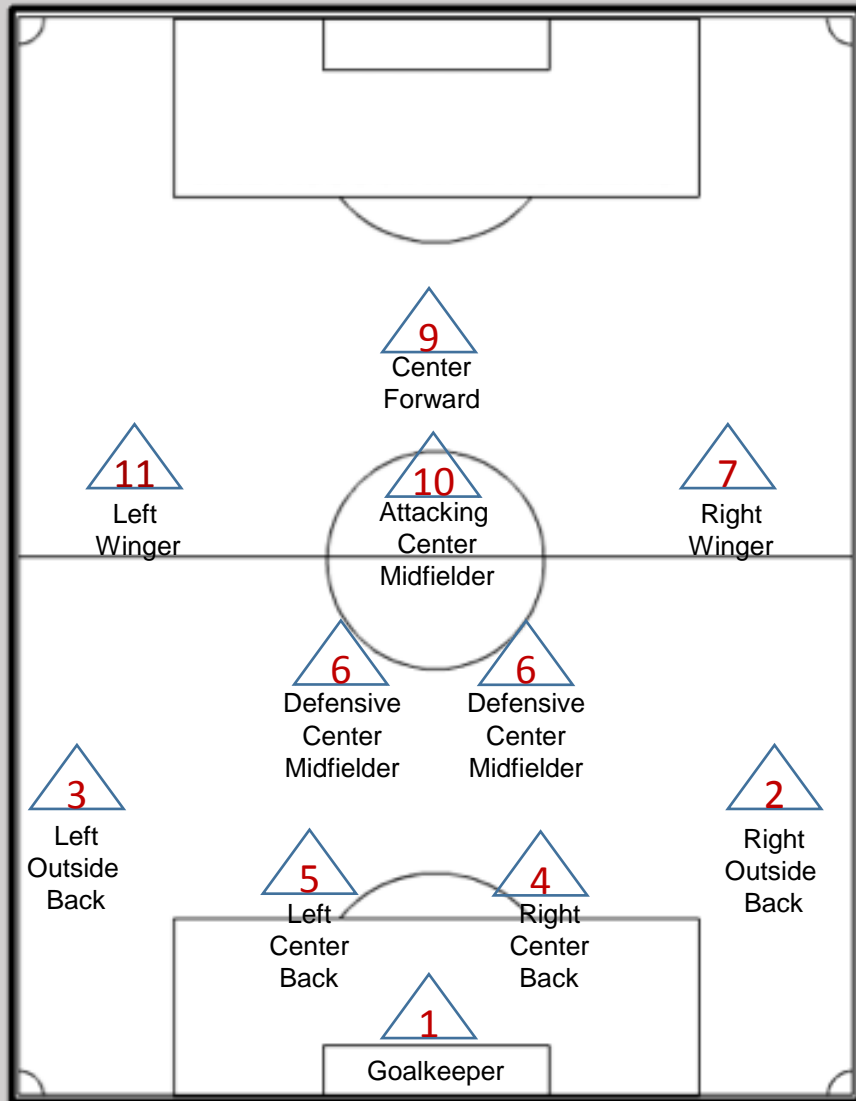 9
Center
Forward
11
Left
Winger
10
Attacking
Center
Midfielder
7
Right
Winger
6
Defensive
Center
Midfielder
6
Defensive
Center
Midfielder
3
Left
Outside
Back
2
Right
Outside
Back
5
Left
Center
Back
4
Right
Center
Back
1
Goalkeeper